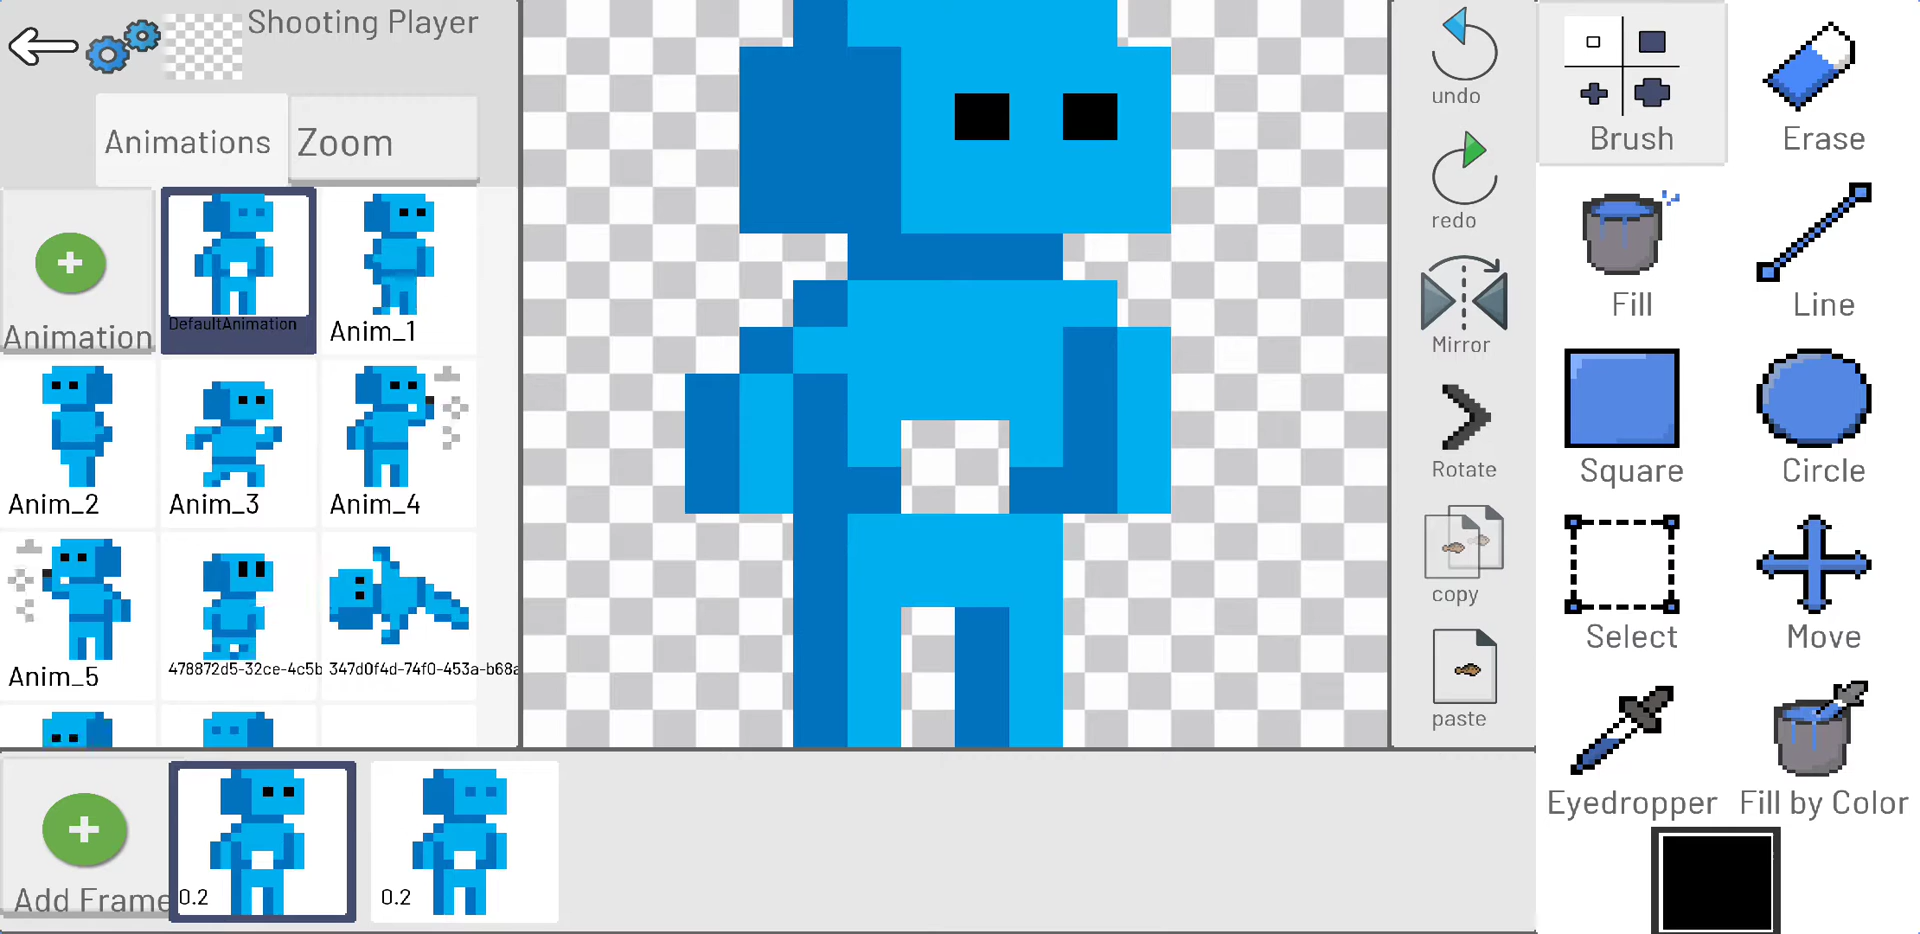 Shooting Player
Animations
Zoom
Animation
DefaultAnimation
Anim_1
Anim_2
Anim_3
Anim_4
Anim_5
478872d5-32ce-4c5b
347d0f4d-74f0-453a-b68a
Add Frame
0.2
0.2
undo
redo
Mirror
Rotate
copy
paste
Brush
Erase
Fill
Line
Square
Circle
Select
Move
Eyedropper
Fill by Color